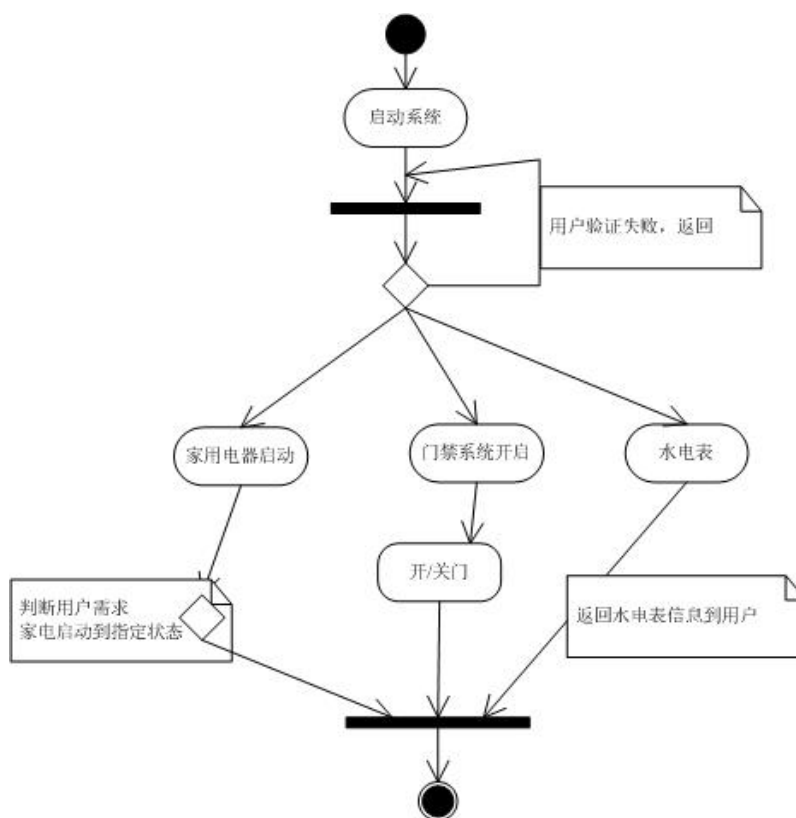 启动系统
用户验证失败，返回
家用电器启动
门禁系统开启
水电表
开/关门
判断用户需求
家电启动到指定状态
返回水电表信息到用户